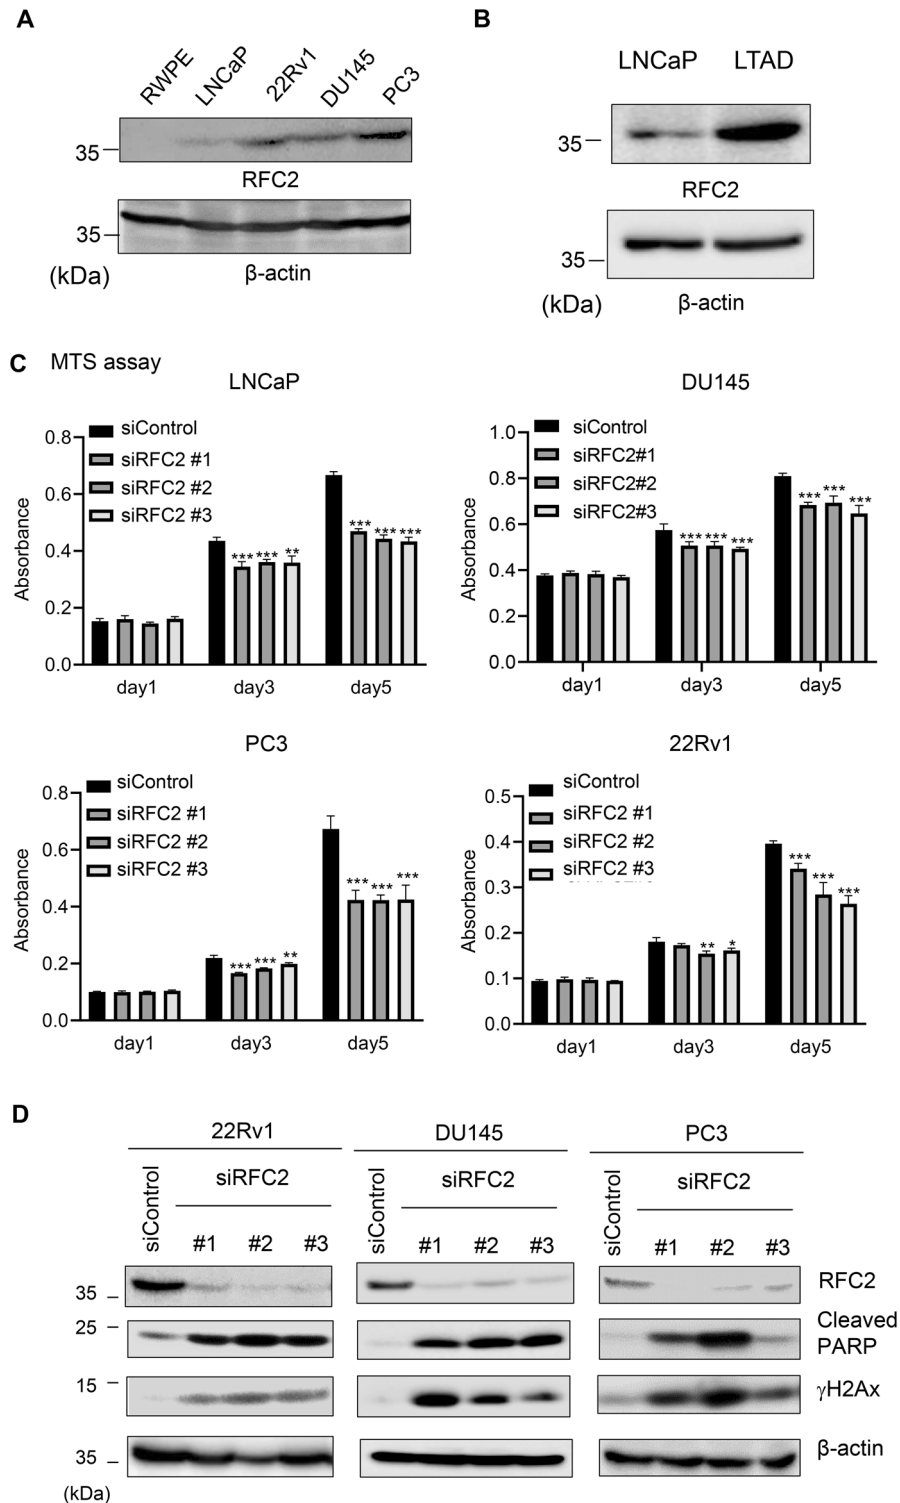 A
RWPE LNCaP 22Rv1 DU145 PC3
35
RFC2
35
(kDa) β-actin
B
LNCaP LTAD
35
RFC2
35
(kDa) β-actin
C MTS assay
LNCaP
siControl
siRFC2 #1
siRFC2 #2
siRFC2 #3
Absorbance
0.8
0.6
0.4
0.2
0.0
*** *** **
*** *** ***
day1 day3 day5
DU145
siControl
siRFC2#1
siRFC2#2
siRFC2#3
Absorbance
1.0
0.8
0.6
0.4
0.2
0.0
*** *** ***
*** *** ***
day1 day3 day5
PC3
siControl
siRFC2 #1
siRFC2 #2
siRFC2 #3
Absorbance
0.8
0.6
0.4
0.2
0.0
*** *** **
*** *** ***
day1 day3 day5
22Rv1
siControl
siRFC2 #1
siRFC2 #2
siRFC2 #3
Absorbance
0.5
0.4
0.3
0.2
0.1
0.0
** *
*** *** ***
day1 day3 day5
D
22Rv1 DU145 PC3
siControl siRFC2 siControl siRFC2 siControl siRFC2
#1 #2 #3 #1 #2 #3 #1 #2 #3
35 RFC2
25 Cleaved
PARP
15 γH2Ax
35 β-actin
(kDa)